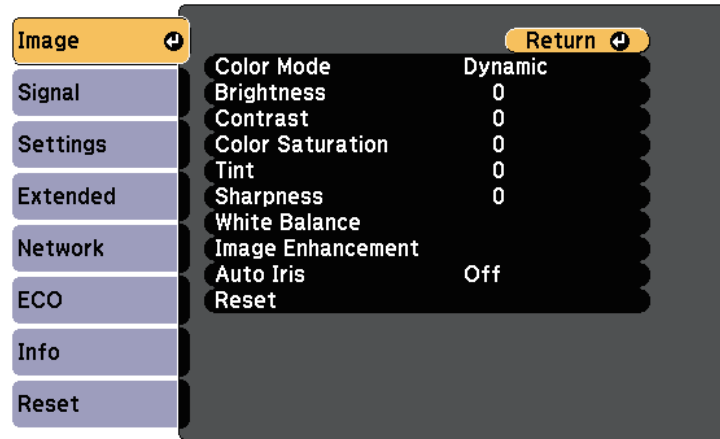 Image
Signal
Settings
Extended
Network
ECO
Info
Reset
Return
Color Mode Dynamic
Brightness 0
Contrast 0
Color Saturation 0
Tint 0
Sharpness 0
White Balance
Image Enhancement
Auto Iris Off
Reset